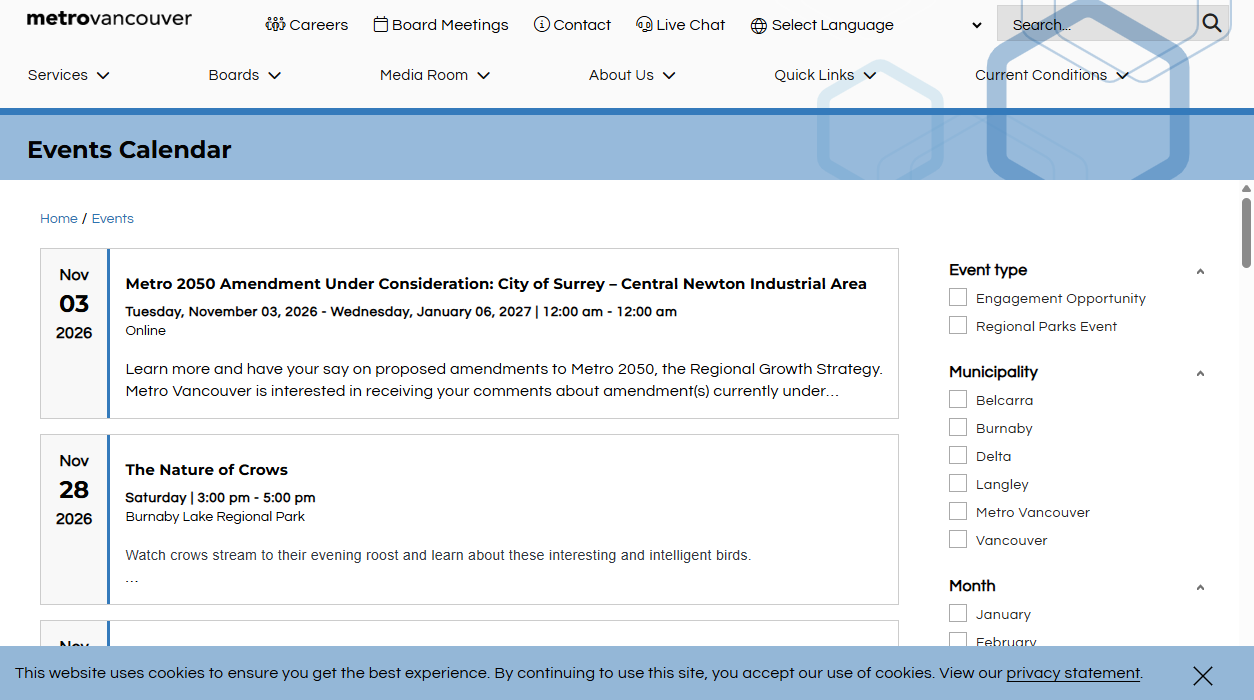 metrovancouver
Careers
Board Meetings
Contact
Live Chat
Select Language
Search...
Services
Boards
Media Room
About Us
Quick Links
Current Conditions
Events Calendar
Home / Events
Nov
03
2026
Metro 2050 Amendment Under Consideration: City of Surrey – Central Newton Industrial Area
Tuesday, November 03, 2026 - Wednesday, January 06, 2027 | 12:00 am - 12:00 am
Online
Learn more and have your say on proposed amendments to Metro 2050, the Regional Growth Strategy.
Metro Vancouver is interested in receiving your comments about amendment(s) currently under…
Nov
28
2026
The Nature of Crows
Saturday | 3:00 pm - 5:00 pm
Burnaby Lake Regional Park
Watch crows stream to their evening roost and learn about these interesting and intelligent birds.
…
Nov
Event type
Engagement Opportunity
Regional Parks Event
Municipality
Belcarra
Burnaby
Delta
Langley
Metro Vancouver
Vancouver
Month
January
February
This website uses cookies to ensure you get the best experience. By continuing to use this site, you accept our use of cookies. View our privacy statement.